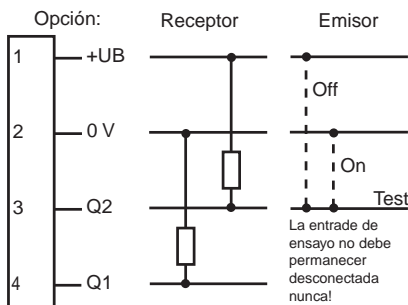 Opción: Receptor Emisor
1 +UB
Off
2 0 V
On
Test
3 Q2
La entrade de
ensayo no debe
permanecer
desconectada
nunca!
4 Q1